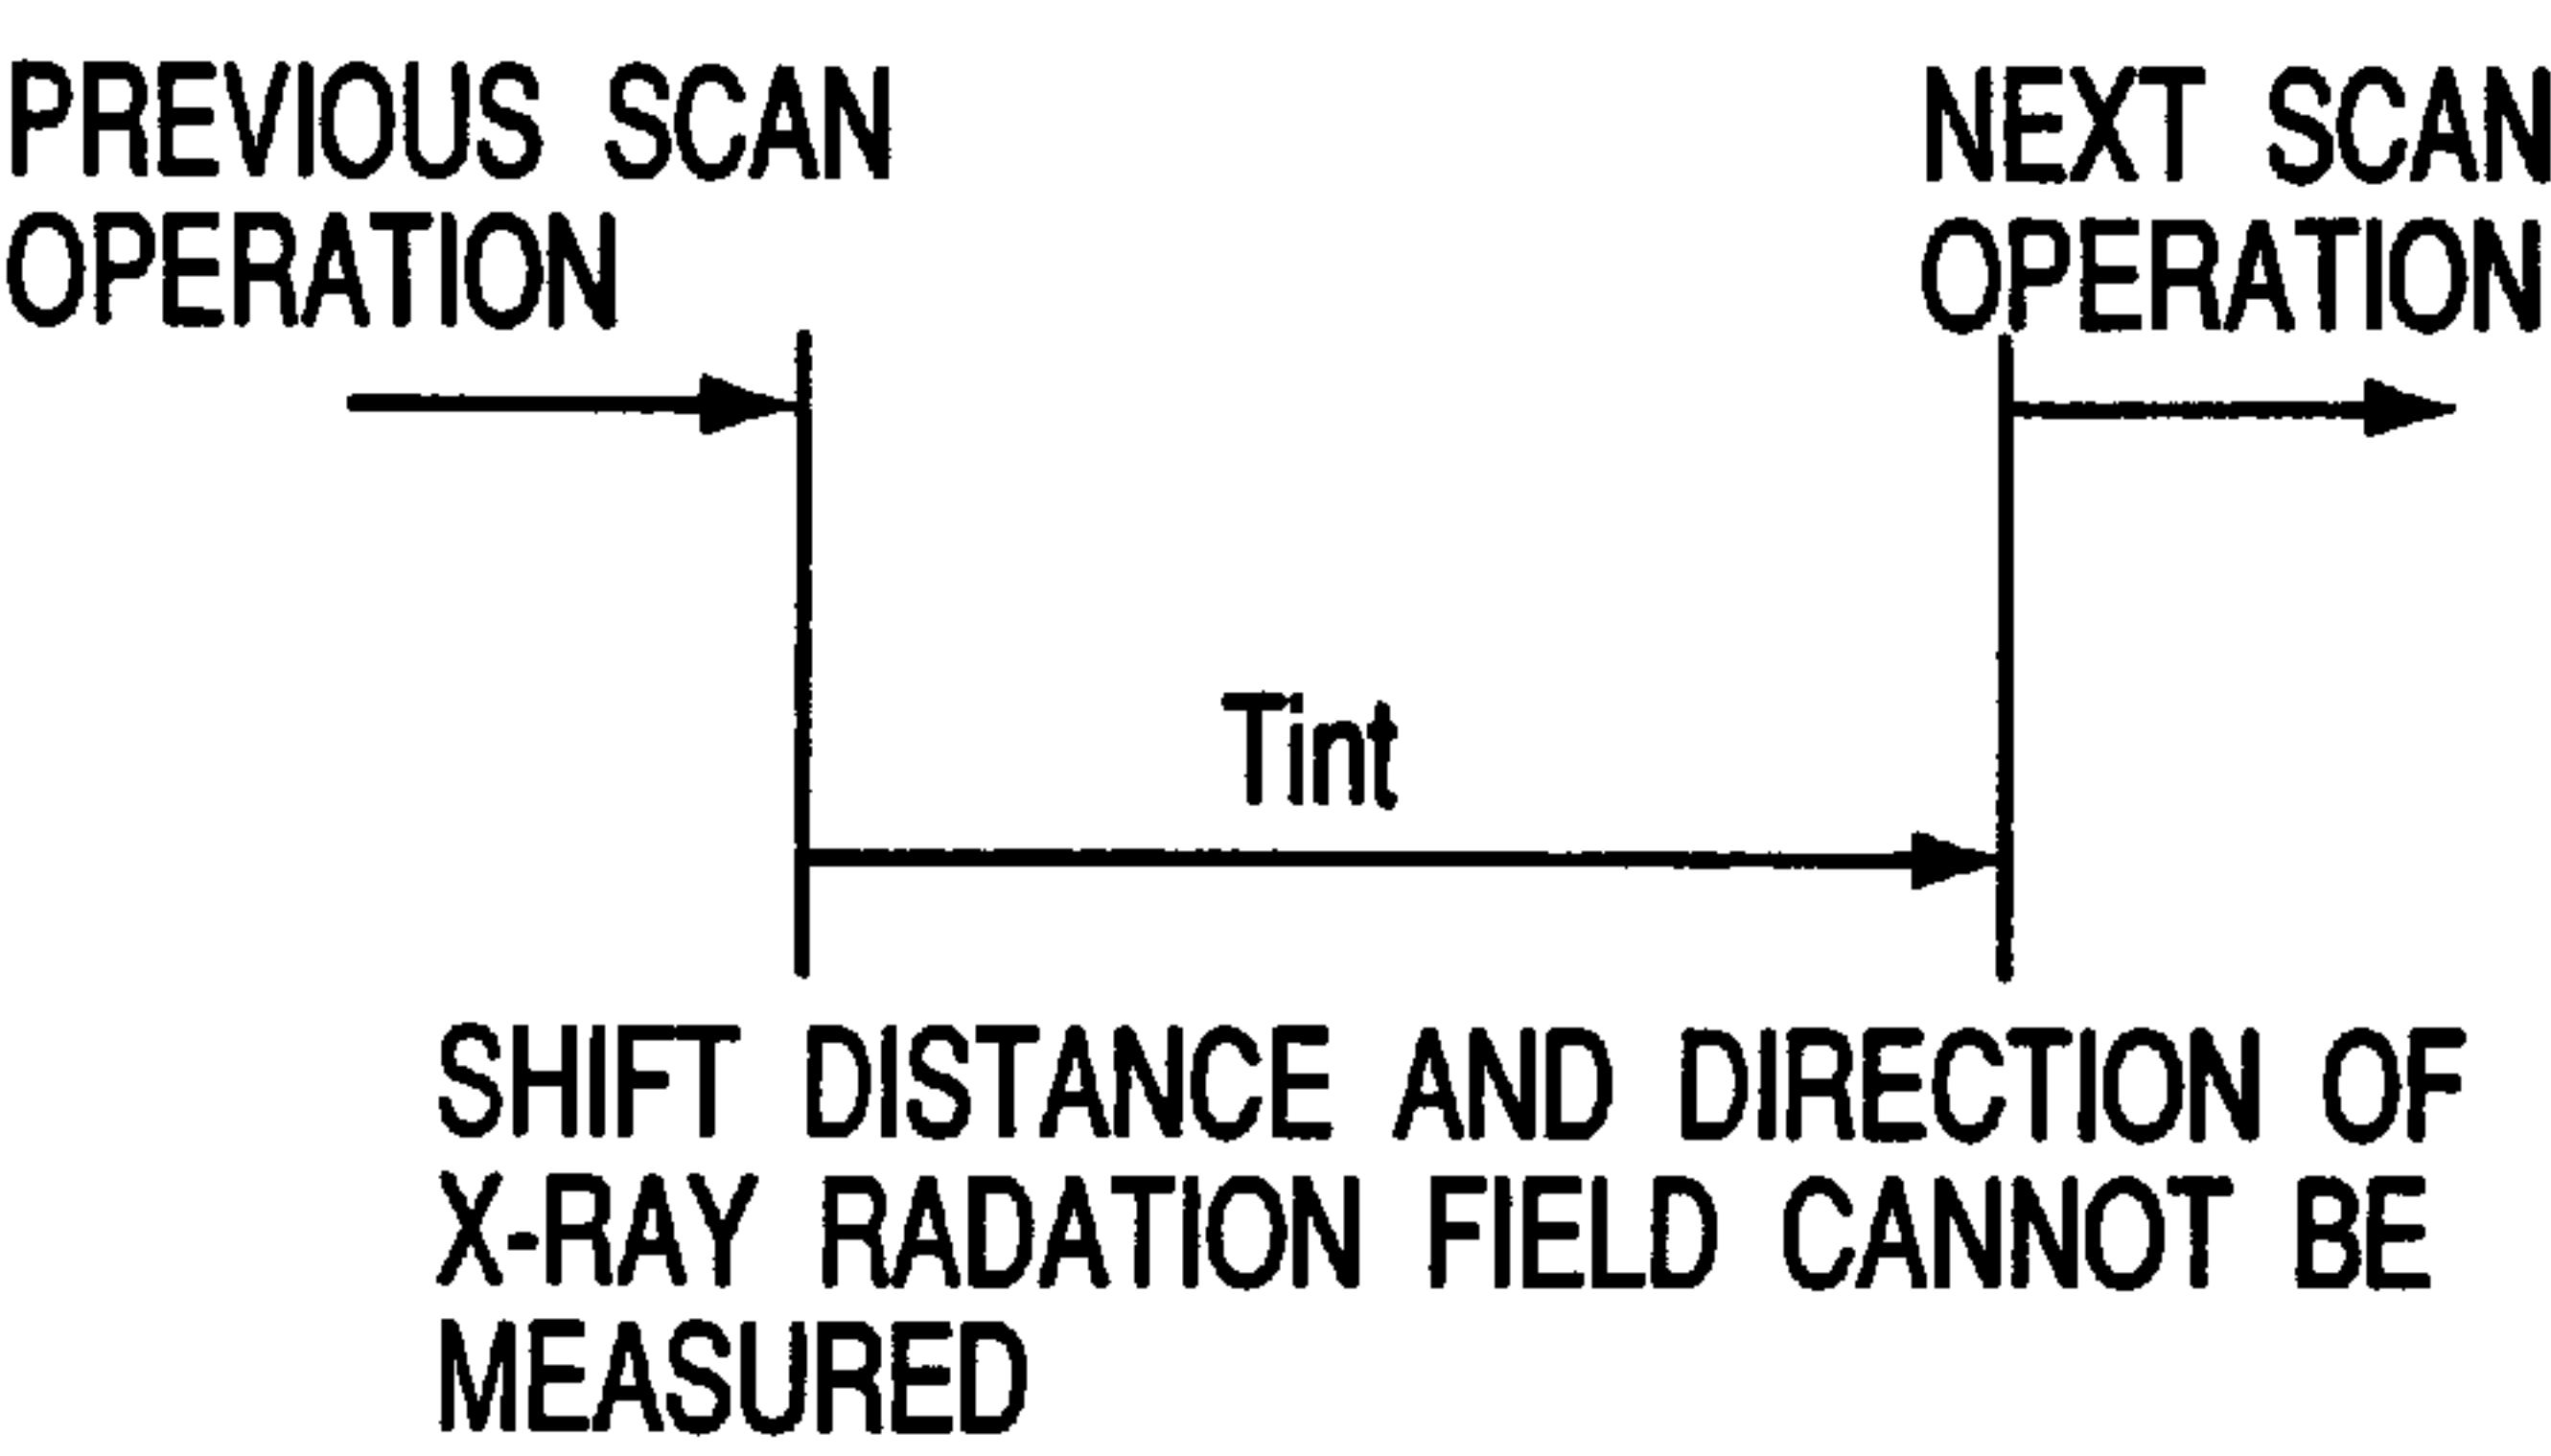 PREVIOUS SCAN
OPERATION
NEXT SCAN
OPERATION
Tint
SHIFT DISTANCE AND DIRECTION OF
X-RAY RADATION FIELD CANNOT BE
MEASURED